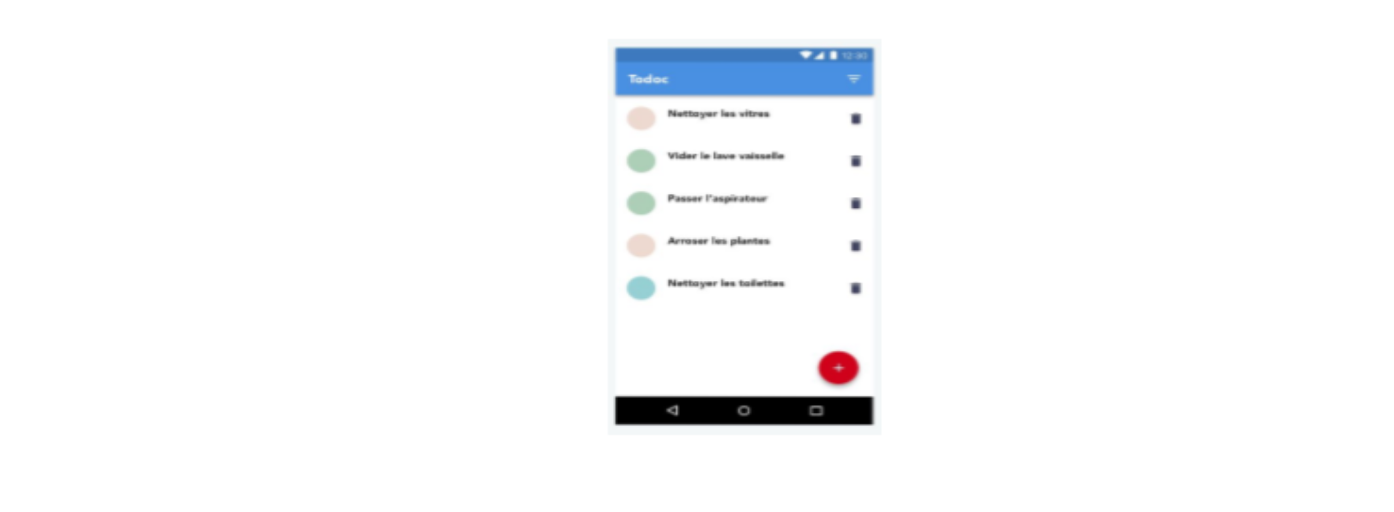 12:30
Todoc
Nettoyer les vitres
Vider le lave vaisselle
Passer l'aspirateur
Arroser les plantes
Nettoyer les toilettes
+